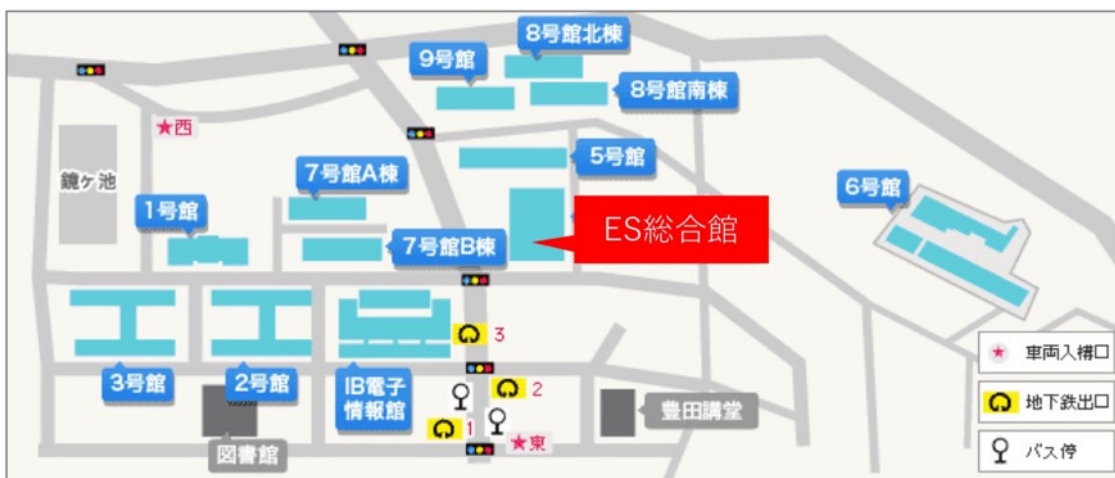 8号館北棟
9号館
8号館南棟
★西
5号館
鏡ヶ池
7号館A棟
6号館
1号館
ES総合館
7号館B棟
3
車両入構口
3号館
2号館
IB電子
情報館
2
豊田講堂
地下鉄出口
1
★東
図書館
バス停